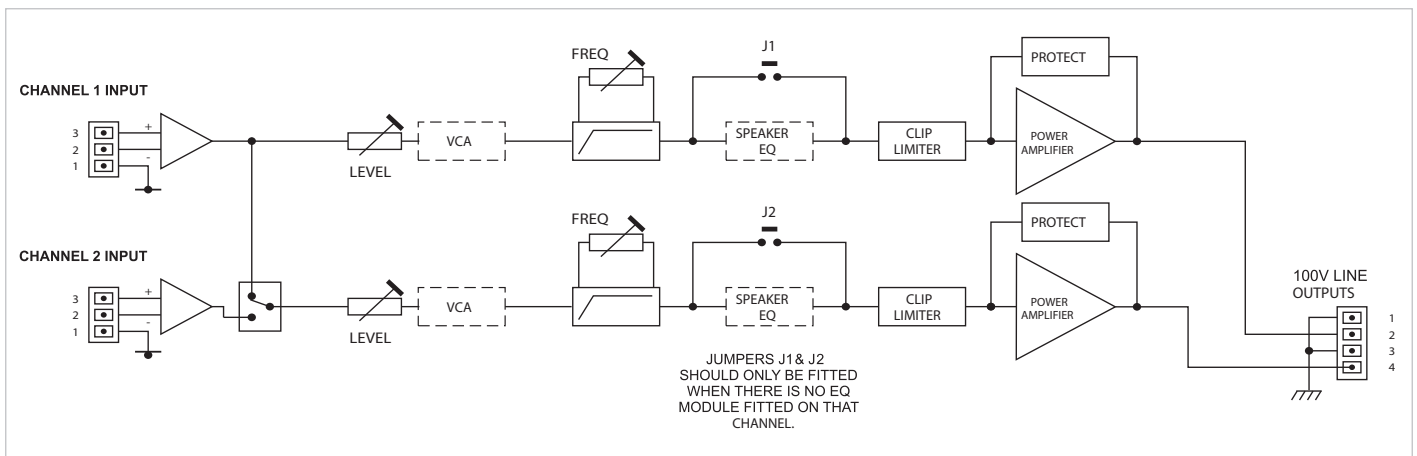 J1
FREQ
PROTECT
CHANNEL 1 INPUT
3
+
2
-
1
LEVEL
VCA
SPEAKER
EQ
CLIP
LIMITER
POWER
AMPLIFIER
J2
FREQ
PROTECT
CHANNEL 2 INPUT
3
+
2
-
1
LEVEL
VCA
SPEAKER
EQ
CLIP
LIMITER
POWER
AMPLIFIER
100V LINE
OUTPUTS
1
2
3
4
JUMPERS J1& J2
SHOULD ONLY BE FITTED
WHEN THERE IS NO EQ
MODULE FITTED ON THAT
CHANNEL.